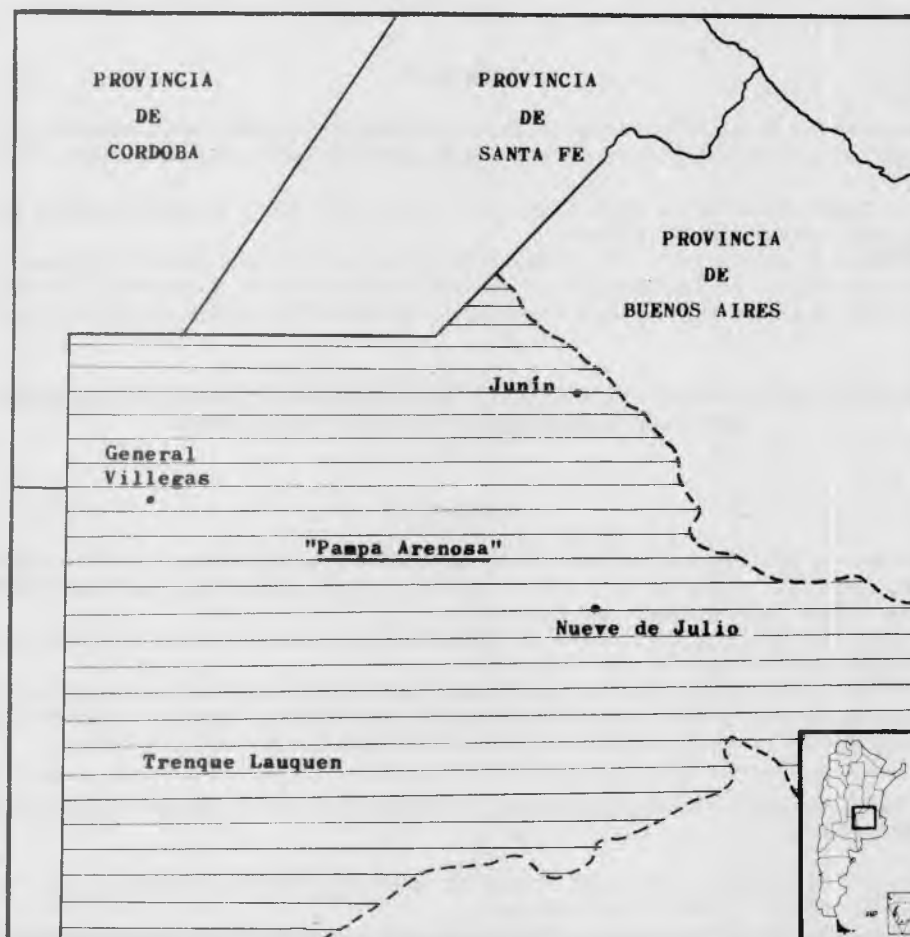 PROVINCIA
DE
CORDOBA
PROVINCIA
DE
SANTA FE
PROVINCIA
DE
BUENOS AIRES
Junín
General
Villegas
"Pampa Arenosa"
Nueve de Julio
Trenque Lauquen